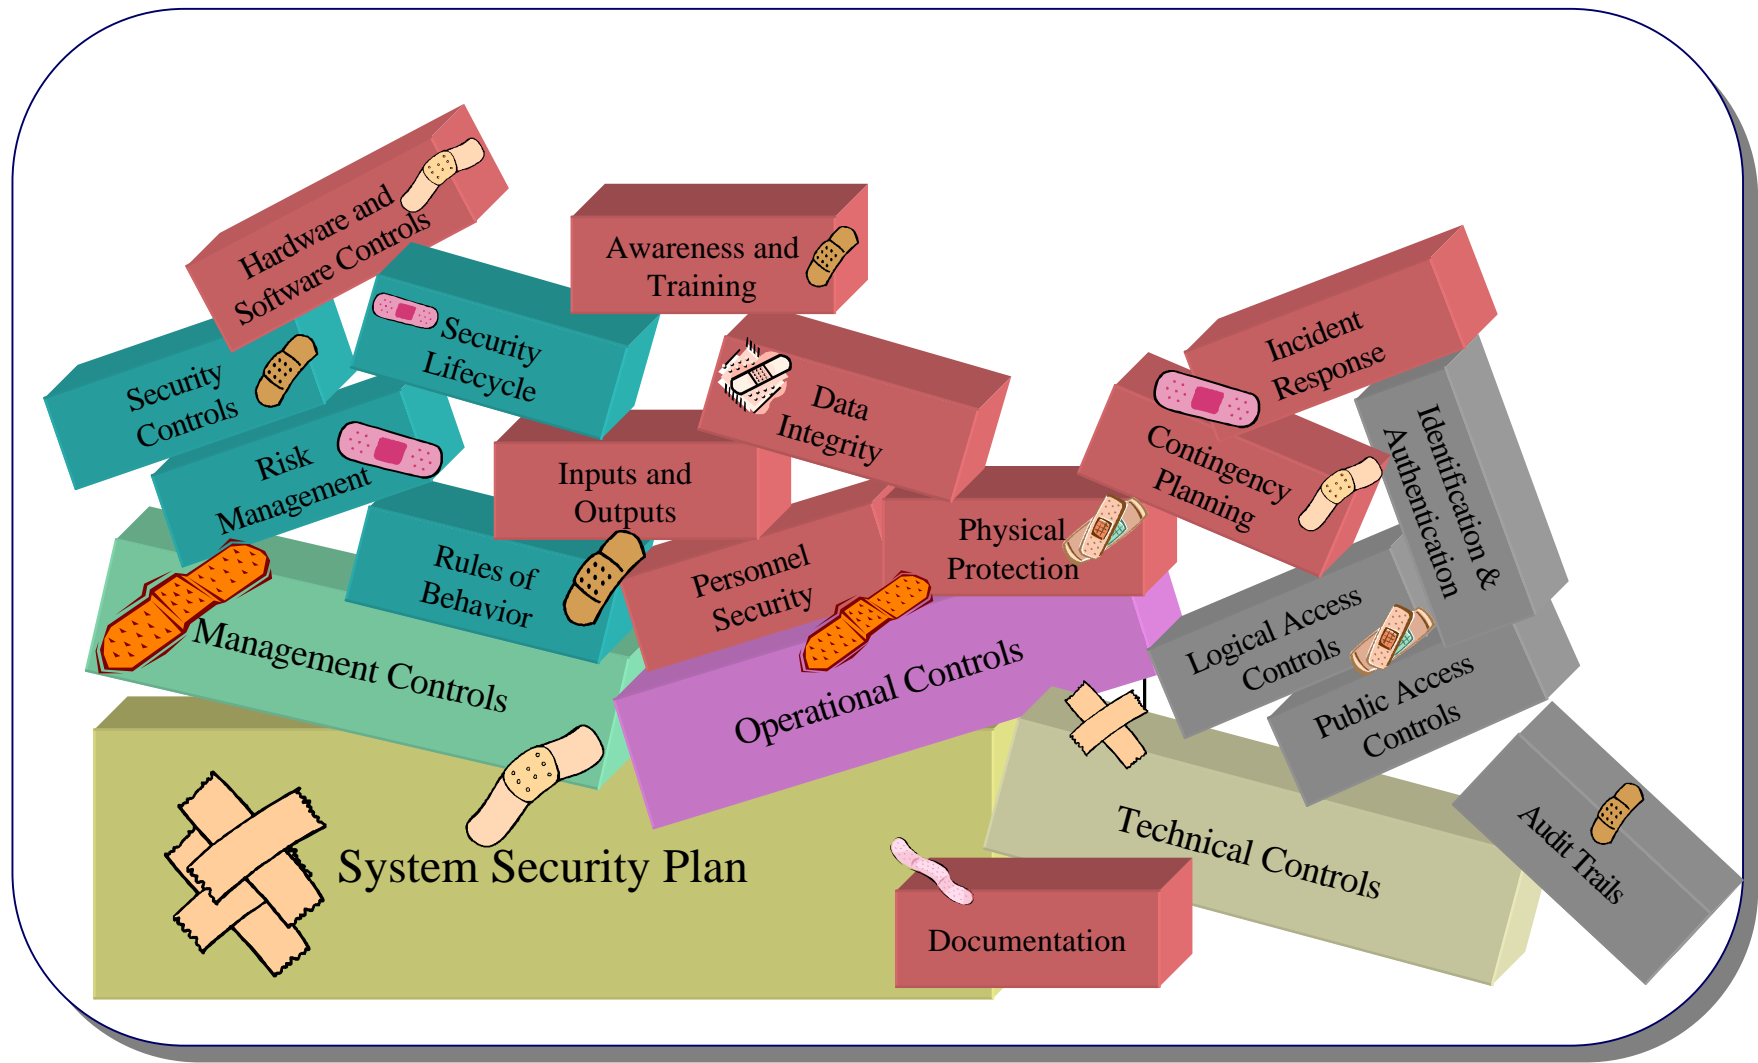 Hardware and
Software Controls
Awareness and
Training
Security
Lifecycle
Security
Controls
Incident
Response
Data
Integrity
Risk
Management
Inputs and
Outputs
Contingency
Planning
Identification &
Authentication
Rules of
Behavior
Personnel
Security
Physical
Protection
Logical Access
Controls
Management Controls
Operational Controls
Public Access
Controls
System Security Plan
Technical Controls
Audit Trails
Documentation